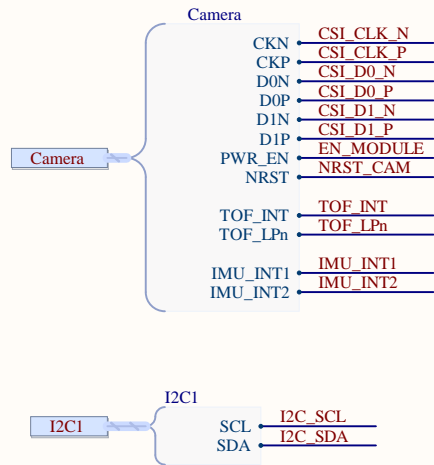 Camera
CKN CSI_CLK_N
CKP CSI_CLK_P
D0N CSI_D0_N
D0P CSI_D0_P
D1N CSI_D1_N
D1P CSI_D1_P
Camera PWR_EN EN_MODULE
NRST NRST_CAM
TOF_INT TOF_INT
TOF_LPn TOF_LPn
IMU_INT1 IMU_INT1
IMU_INT2 IMU_INT2
I2C1
I2C1 SCL I2C_SCL
SDA I2C_SDA